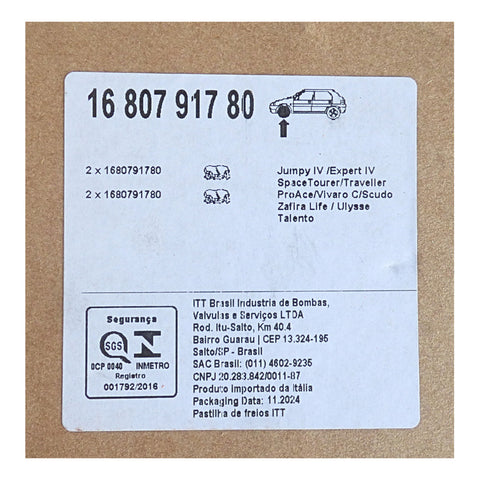 16 807 917 80
2 x 1680791780
2 x 1680791780
Jumpy IV /Expert IV
SpaceTourer/Traveller
ProAce/Vivaro C/Scudo
Zafira Life / Ulysse
Talento
Segurança
SGS
OCP 0040 INMETRO
Registro
001792/2016
ITT Brasil Industria de Bombas,
Valvulas e Serviços LTDA
Rod. Itu-Salto, Km 40.4
Bairro Guarau | CEP 13.324-195
Salto/SP - Brasil
SAC Brasil: (011) 4602-9235
CNPJ 20.283.842/0011-87
Produto importado da Itália
Packaging Data: 11.2024
Pastilha de freios ITT